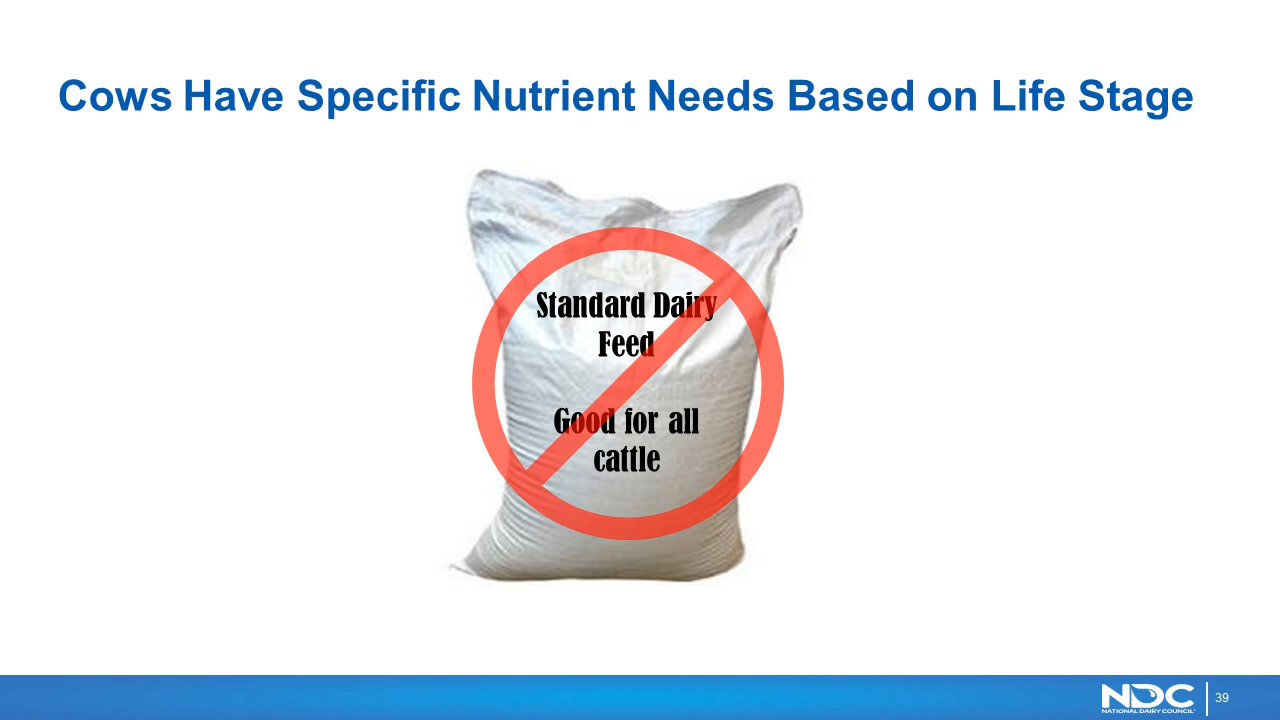 Cows Have Specific Nutrient Needs Based on Life Stage
Standard Dairy
Feed
Good for all
cattle
NDC
NATIONAL DAIRY COUNCIL
39